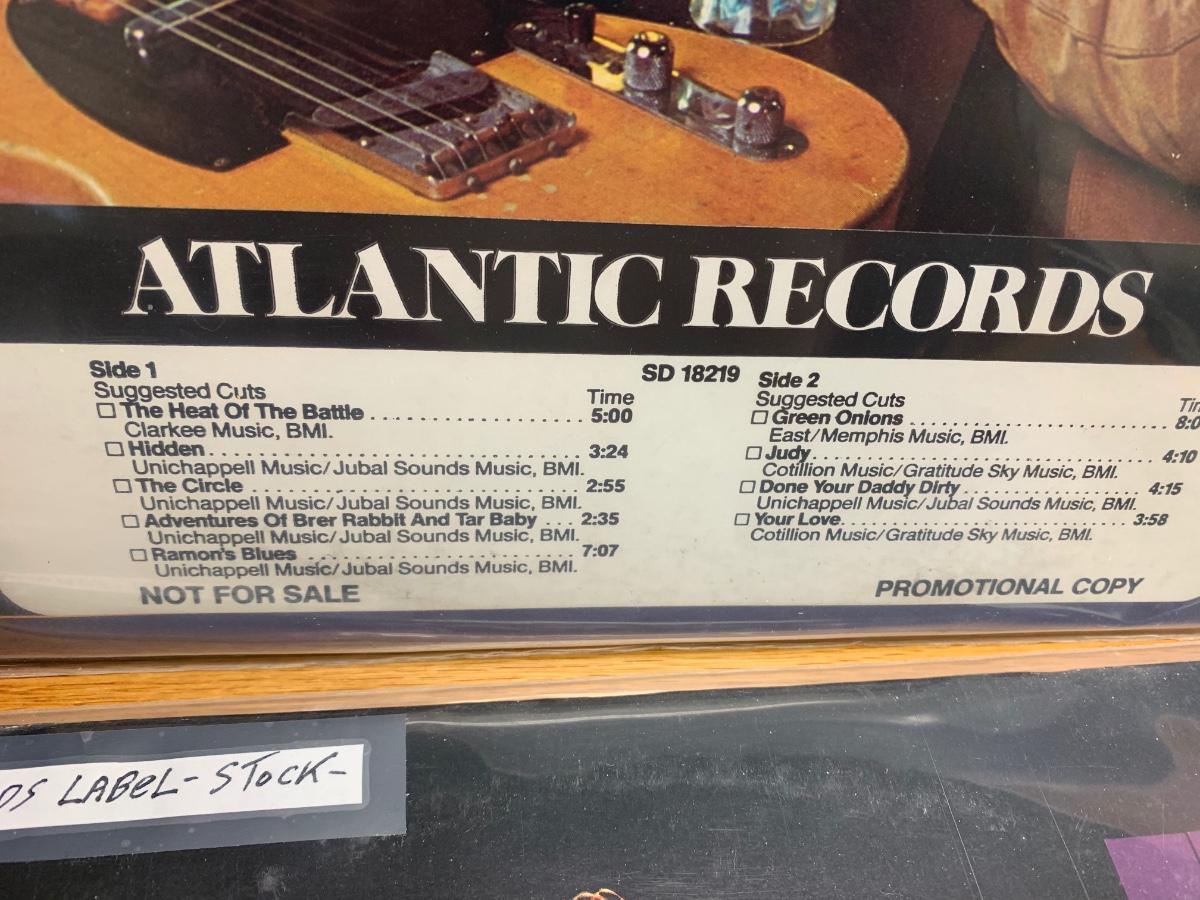 ATLANTIC RECORDS
Side 1
Suggested Cuts Time
☐ The Heat Of The Battle 5:00
Clarkee Music, BMI.
☐ Hidden 3:24
Unichappell Music/Jubal Sounds Music, BMI.
☐ The Circle 2:55
Unichappell Music/Jubal Sounds Music, BMI.
☐ Adventures Of Brer Rabbit And Tar Baby 2:35
Unichappell Music/Jubal Sounds Music, BMI.
☐ Ramon's Blues 7:07
Unichappell Music/Jubal Sounds Music, BMI.
NOT FOR SALE
SD 18219
Side 2
Suggested Cuts
☐ Green Onions
East/Memphis Music, BMI.
☐ Judy 4:10
Cotillion Music/Gratitude Sky Music, BMI.
☐ Done Your Daddy Dirty 4:15
Unichappell Music/Jubal Sounds Music, BMI.
☐ Your Love 3:58
Cotillion Music/Gratitude Sky Music, BMI.
PROMOTIONAL COPY
LABEL - STOCK -